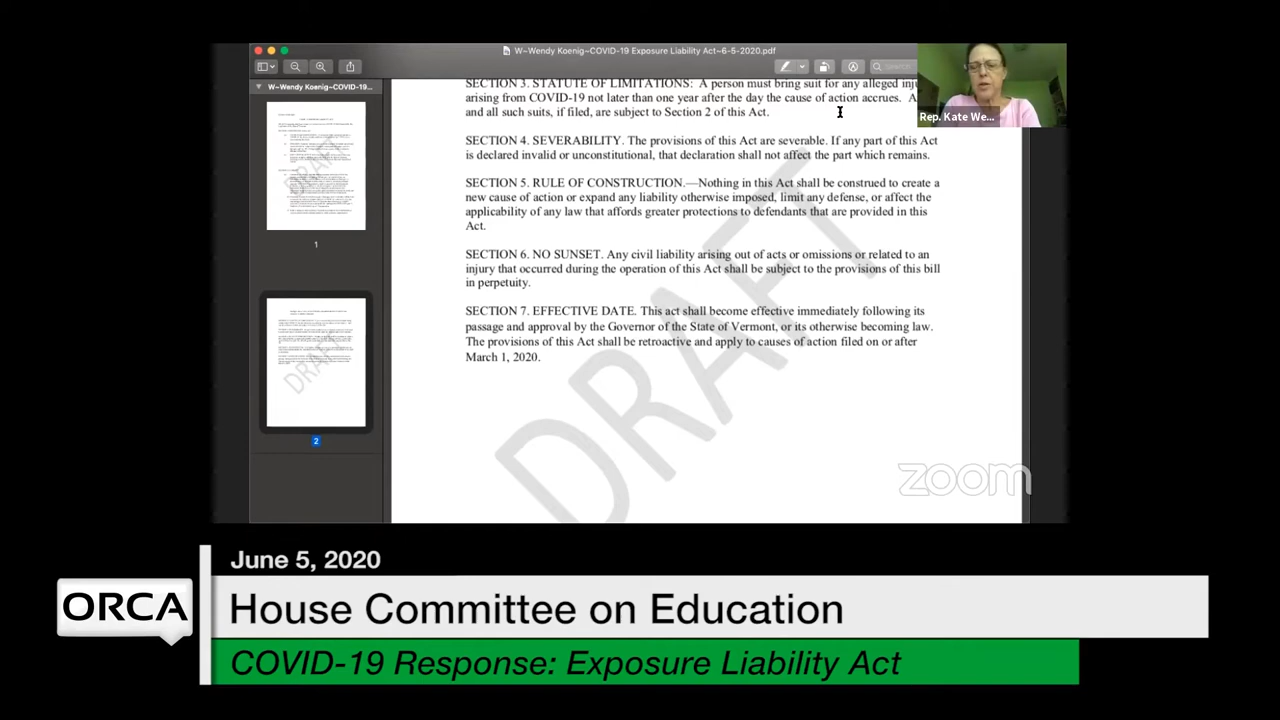 W~Wendy Koenig~COVID-19 Exposure Liability Act~6-5-2020.pdf
Search
W~Wendy Koenig~COVID-19...
1
2
SECTION 3. STATUTE OF LIMITATIONS: A person must bring suit for any alleged
arising from COVID-19 not later than one year after the day the cause of action accrues.
and all such suits, if filed, are subject to Section 2 of this Act.
SECTION 4. SEVERABILITY. The provisions of this Act are severable. If any part of this Act
is declared invalid or unconstitutional, that declaration shall not affect the part which remains.
SECTION 5. RULE OF CONSTRUCTION.—Nothing in this Act shall be construed to create a
new cause of action or expand any liability otherwise imposed, limit any defense, or affect the
applicability of any law that affords greater protections to defendants that are provided in this
Act.
SECTION 6. NO SUNSET. Any civil liability arising out of acts or omissions or related to an
injury that occurred during the operation of this Act shall be subject to the provisions of this bill
in perpetuity.
SECTION 7. EFFECTIVE DATE. This act shall become effective immediately following its
passage and approval by the Governor of the State of Vermont, or its otherwise becoming law.
The provisions of this Act shall be retroactive and apply to causes of action filed on or after
March 1, 2020.
DRAFT
DRAFT
DRAFT
Rep. Kate We...
zoom
June 5, 2020
ORCA
House Committee on Education
COVID-19 Response: Exposure Liability Act